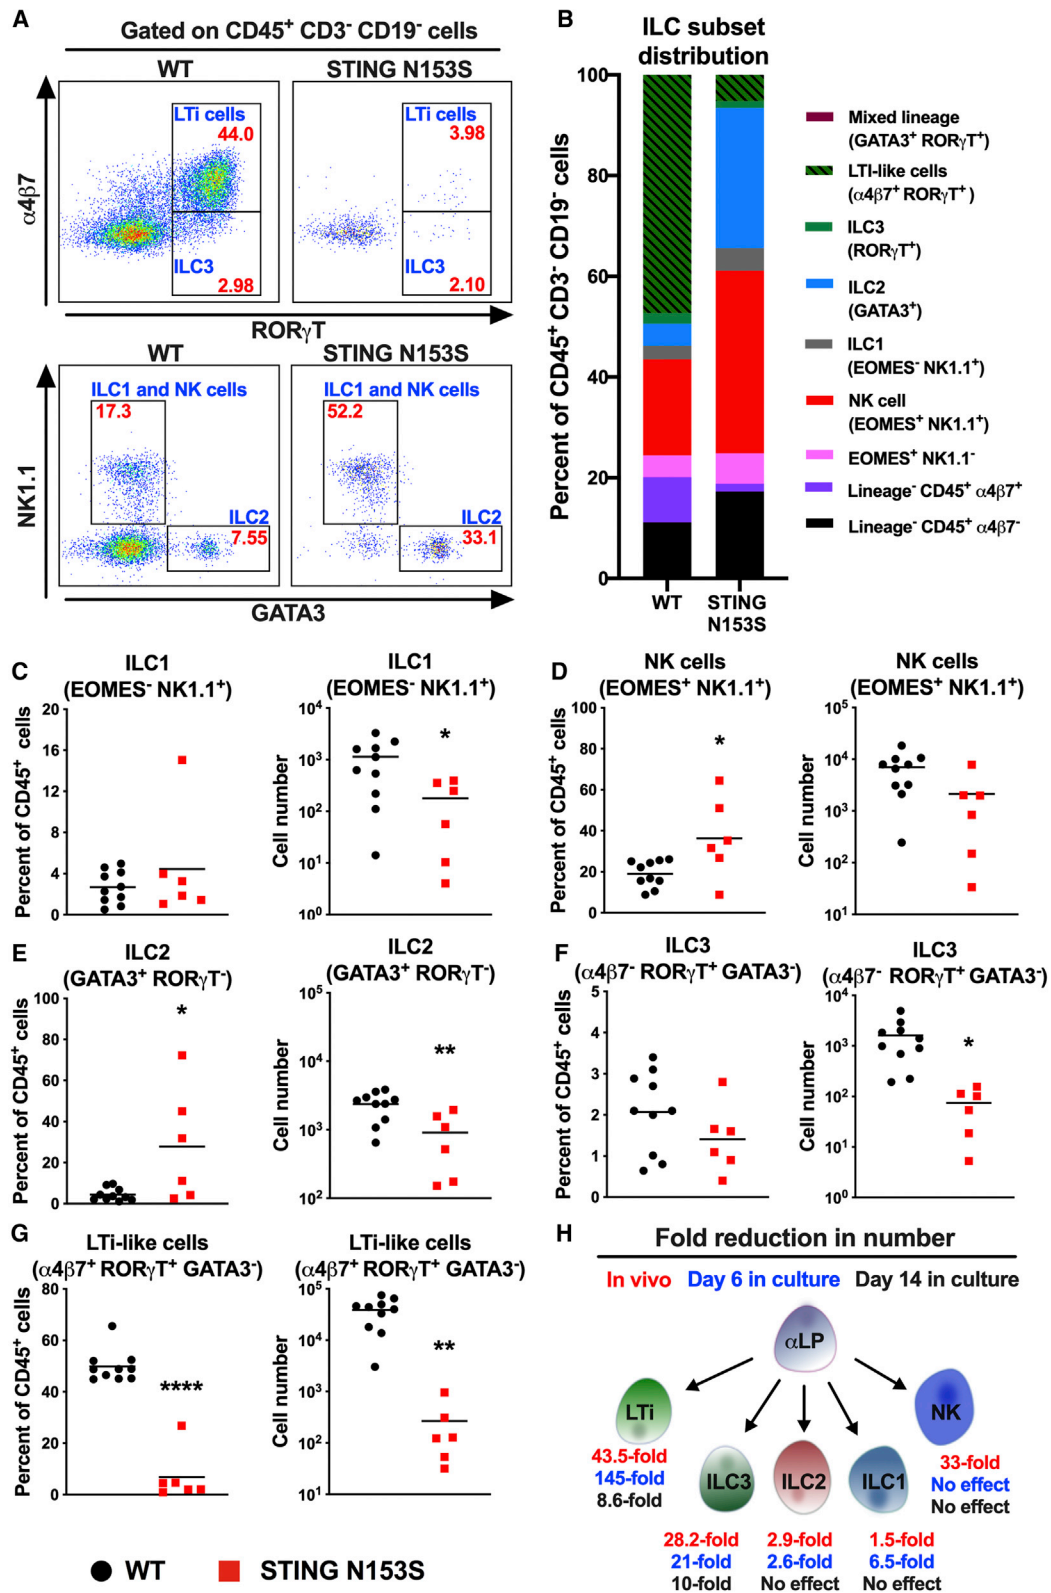 A
Gated on CD45⁺ CD3⁻ CD19⁻ cells
WT
STING N153S
LTi cells
44.0
ILC3
2.98
LTi cells
3.98
ILC3
2.10
α4β7
RORγT
WT
STING N153S
ILC1 and NK cells
17.3
ILC2
7.55
ILC1 and NK cells
52.2
ILC2
33.1
NK1.1
GATA3
B
ILC subset
distribution
Percent of CD45⁺ CD3⁻ CD19⁻ cells
100
80
60
40
20
0
WT
STING
N153S
Mixed lineage
(GATA3⁺ RORγT⁺)
LTI-like cells
(α4β7⁺ RORγT⁺)
ILC3
(RORγT⁺)
ILC2
(GATA3⁺)
ILC1
(EOMES⁻ NK1.1⁺)
NK cell
(EOMES⁺ NK1.1⁺)
EOMES⁺ NK1.1⁻
Lineage⁻ CD45⁺ α4β7⁺
Lineage⁻ CD45⁺ α4β7⁻
C
ILC1
(EOMES⁻ NK1.1⁺)
Percent of CD45⁺ cells
20
16
12
8
4
0
ILC1
(EOMES⁻ NK1.1⁺)
Cell number
10⁴
10³
10²
10¹
10⁰
*
D
NK cells
(EOMES⁺ NK1.1⁺)
Percent of CD45⁺ cells
100
80
60
40
20
0
*
NK cells
(EOMES⁺ NK1.1⁺)
Cell number
10⁵
10⁴
10³
10²
10¹
E
ILC2
(GATA3⁺ RORγT⁻)
Percent of CD45⁺ cells
100
80
60
40
20
0
*
ILC2
(GATA3⁺ RORγT⁻)
Cell number
10⁵
10⁴
10³
10²
**
F
ILC3
(α4β7⁻ RORγT⁺ GATA3⁻)
Percent of CD45⁺ cells
5
4
3
2
1
0
ILC3
(α4β7⁻ RORγT⁺ GATA3⁻)
Cell number
10⁴
10³
10²
10¹
10⁰
*
G
LTi-like cells
(α4β7⁺ RORγT⁺ GATA3⁻)
Percent of CD45⁺ cells
80
60
40
20
0
****
LTi-like cells
(α4β7⁺ RORγT⁺ GATA3⁻)
Cell number
10⁵
10⁴
10³
10²
10¹
**
H
Fold reduction in number
In vivo Day 6 in culture Day 14 in culture
αLP
LTi
43.5-fold
145-fold
8.6-fold
ILC3
28.2-fold
21-fold
10-fold
ILC2
2.9-fold
2.6-fold
No effect
ILC1
1.5-fold
6.5-fold
No effect
NK
33-fold
No effect
No effect
WT
STING N153S